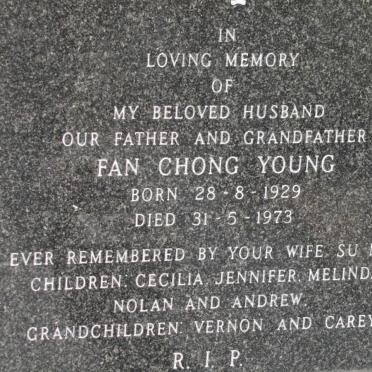 IN
LOVING MEMORY
OF
MY BELOVED HUSBAND
OUR FATHER AND GRANDFATHER
FAN CHONG YOUNG
BORN 28-8-1929
DIED 31-5-1973
EVER REMEMBERED BY YOUR WIFE SU
CHILDREN: CECILIA, JENNIFER, MELINDA
NOLAN AND ANDREW,
GRANDCHILDREN: VERNON AND CAREY
R. I. P.